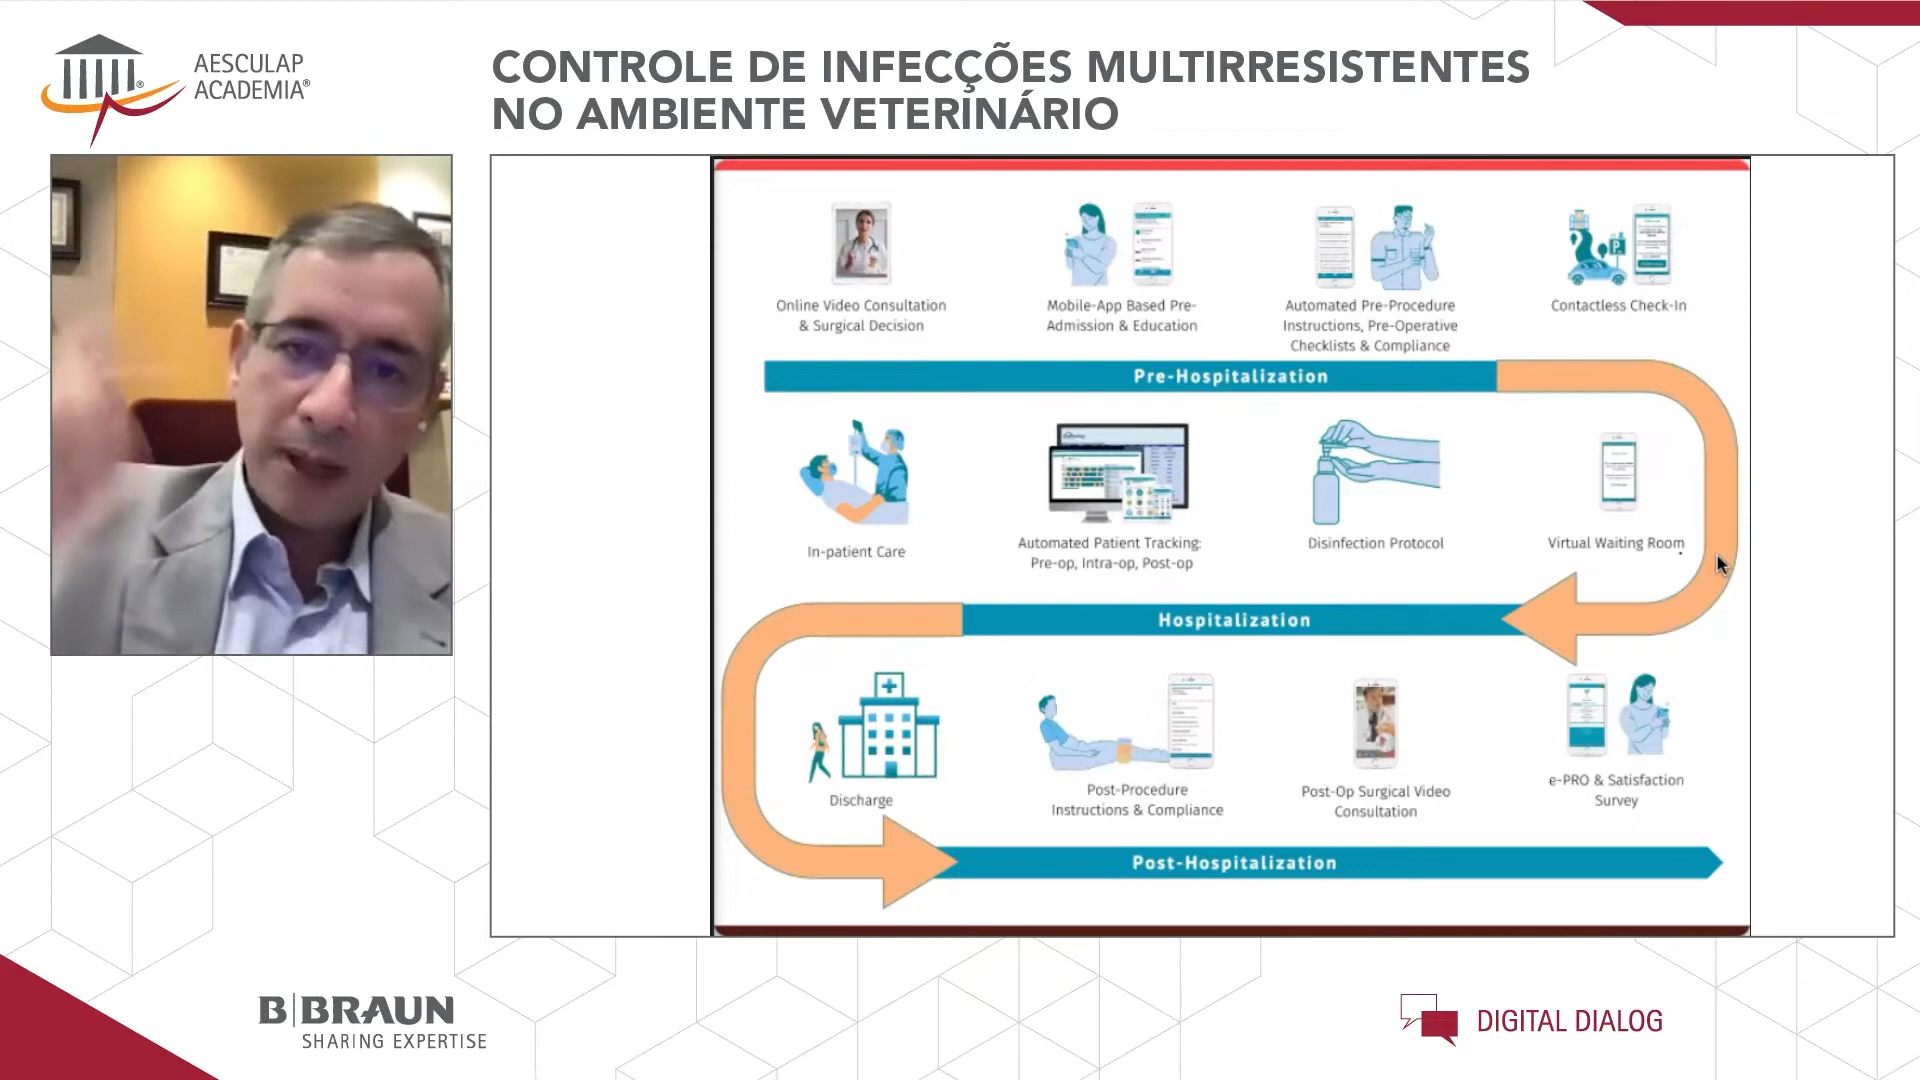 AESCULAP
ACADEMIA®
CONTROLE DE INFECÇÕES MULTIRRESISTENTES
NO AMBIENTE VETERINÁRIO
Online Video Consultation
& Surgical Decision
Mobile-App Based Pre-
Admission & Education
Automated Pre-Procedure
Instructions, Pre-Operative
Checklists & Compliance
Contactless Check-In
P
Pre-Hospitalization
In-patient Care
Automated Patient Tracking:
Pre-op, Intra-op, Post-op
Disinfection Protocol
Virtual Waiting Room
Hospitalization
Discharge
Post-Procedure
Instructions & Compliance
Post-Op Surgical Video
Consultation
e-PRO & Satisfaction
Survey
Post-Hospitalization
B|BRAUN
SHARING EXPERTISE
DIGITAL DIALOG